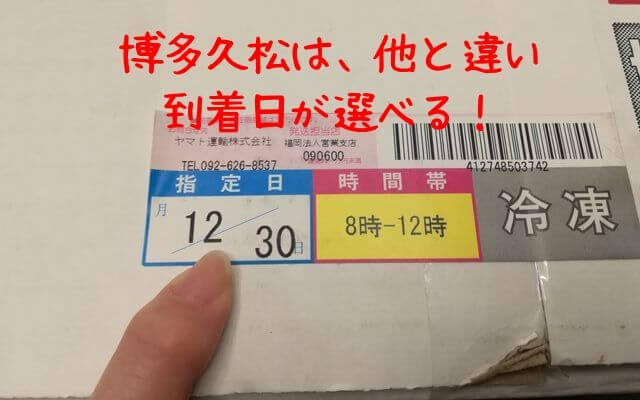 博多久松は、他と違い
到着日が選べる！
ヤマト運輸株式会社
発送担当店
福岡法人営業支店
TEL092-626-8537
090600
412748503742
指定日
時間帯
月
12
30
日
8時-12時
冷凍